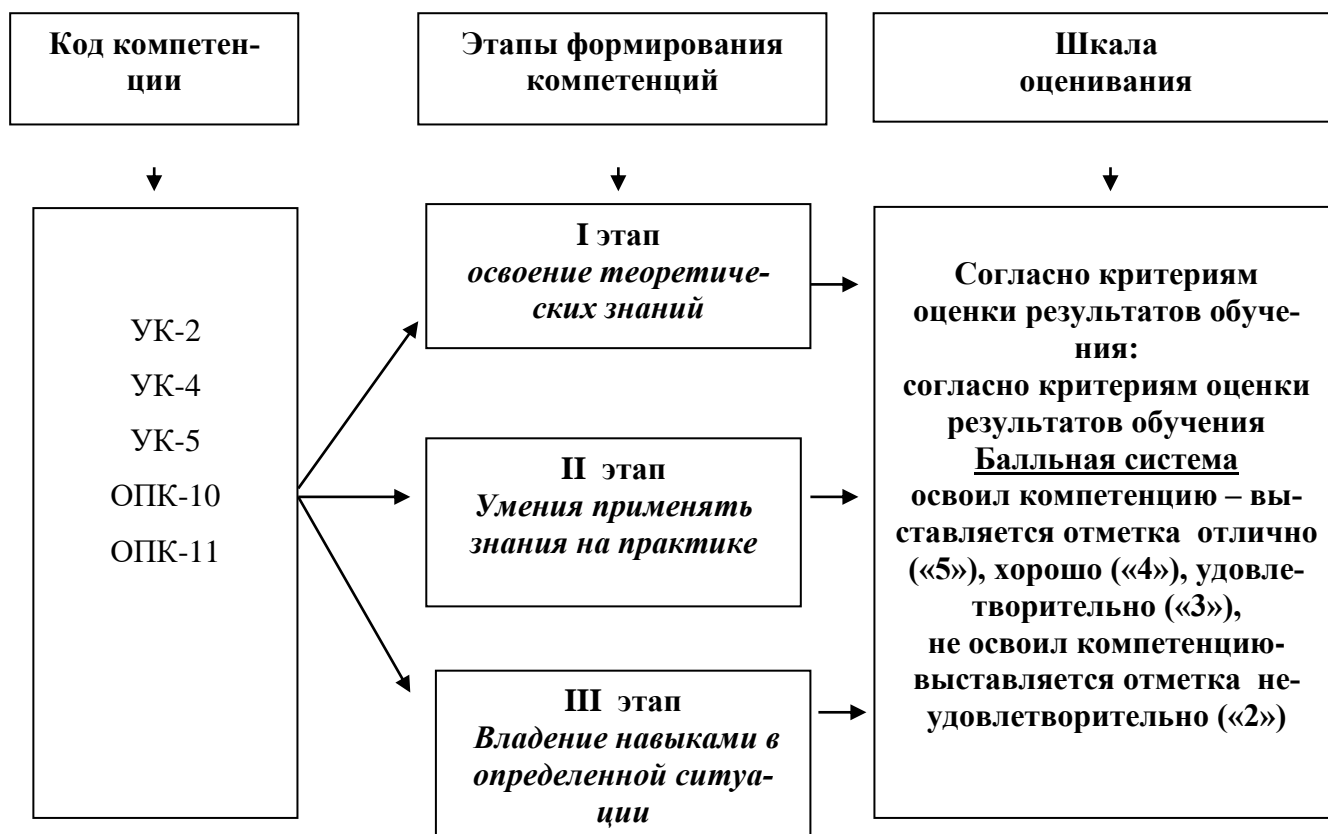 Код компетен-
ции
Этапы формирования
компетенций
Шкала
оценивания
УК-2
УК-4
УК-5
ОПК-10
ОПК-11
I этап
освоение теоретиче-
ских знаний
II этап
Умения применять
знания на практике
III этап
Владение навыками в
определенной ситуа-
ции
Согласно критериям
оценки результатов обуче-
ния:
согласно критериям оценки
результатов обучения
Балльная система
освоил компетенцию – вы-
ставляется отметка отлично
(«5»), хорошо («4»), удовле-
творительно («3»),
не освоил компетенцию-
выставляется отметка не-
удовлетворительно («2»)